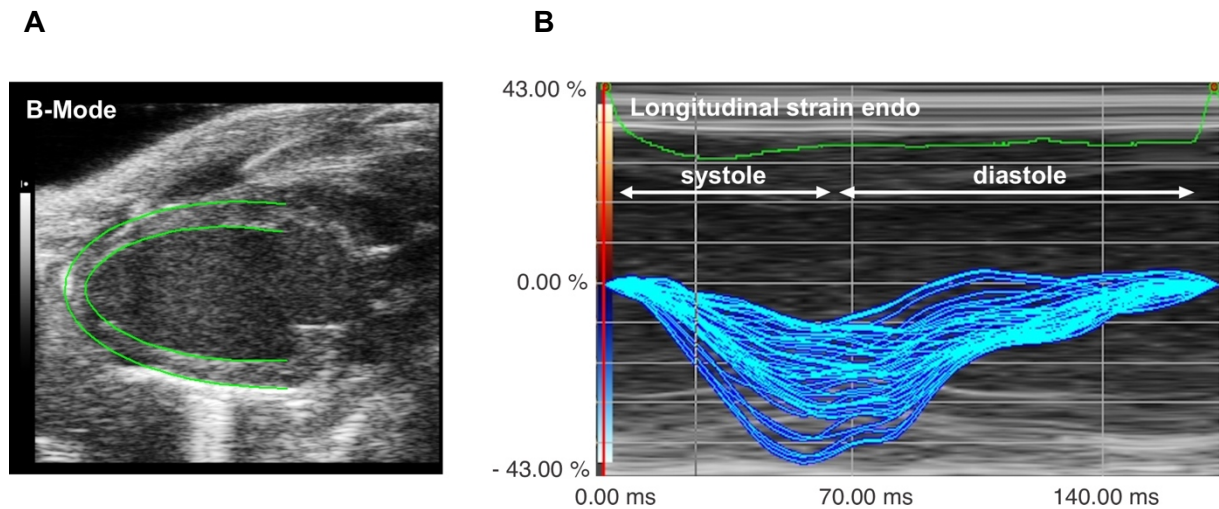 A
B
B-Mode
43.00 %
Longitudinal strain endo
systole
diastole
0.00 %
- 43.00 %
0.00 ms
70.00 ms
140.00 ms